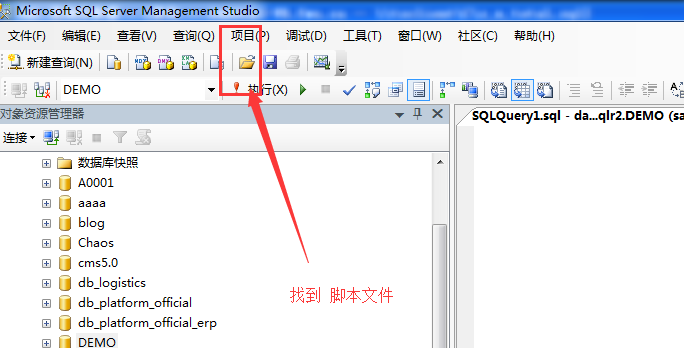 Microsoft SQL Server Management Studio
文件(F) 编辑(E) 查看(V) 查询(Q) 项目(P) 调试(D) 工具(T) 窗口(W) 社区(C) 帮助(H)
新建查询(N)
DEMO 执行(X)
对象资源管理器
SQLQuery1.sql - da...qlr2.DEMO (sa
连接
数据库快照
A0001
aaaa
blog
Chaos
cms5.0
db_logistics
找到 脚本文件
db_platform_official
db_platform_official_erp
DEMO